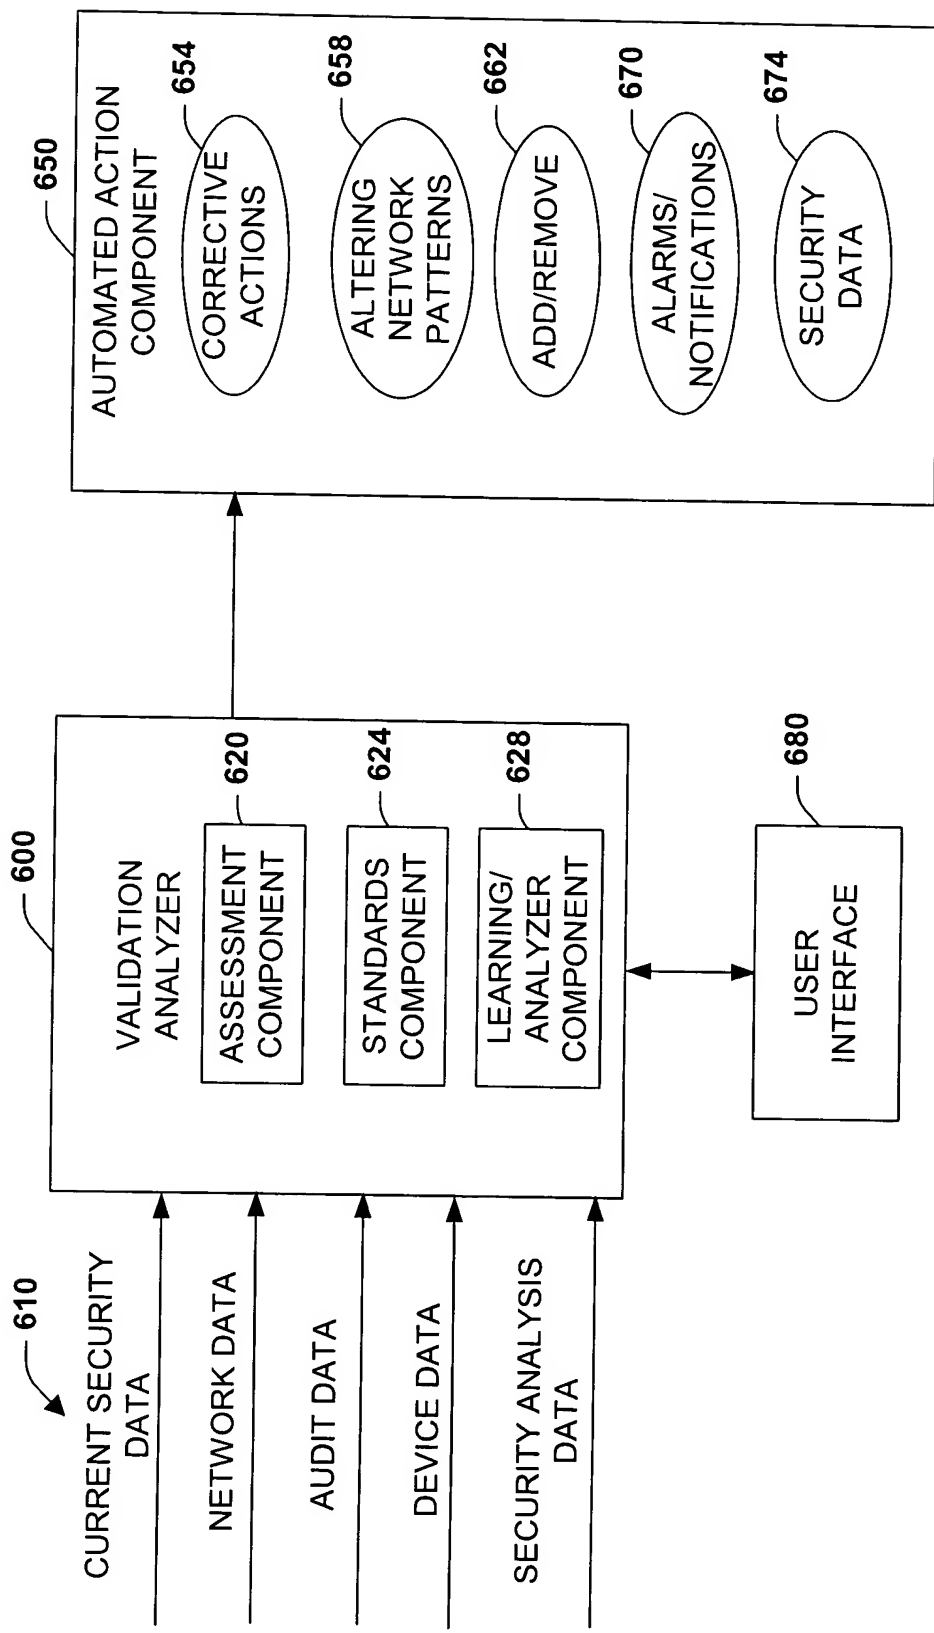 610
CURRENT SECURITY
DATA
NETWORK DATA
AUDIT DATA
DEVICE DATA
SECURITY ANALYSIS
DATA
600
VALIDATION
ANALYZER
620
ASSESSMENT
COMPONENT
624
STANDARDS
COMPONENT
628
LEARNING/
ANALYZER
COMPONENT
680
USER
INTERFACE
650
AUTOMATED ACTION
COMPONENT
654
CORRECTIVE
ACTIONS
658
ALTERING
NETWORK
PATTERNS
662
ADD/REMOVE
670
ALARMS/
NOTIFICATIONS
674
SECURITY
DATA